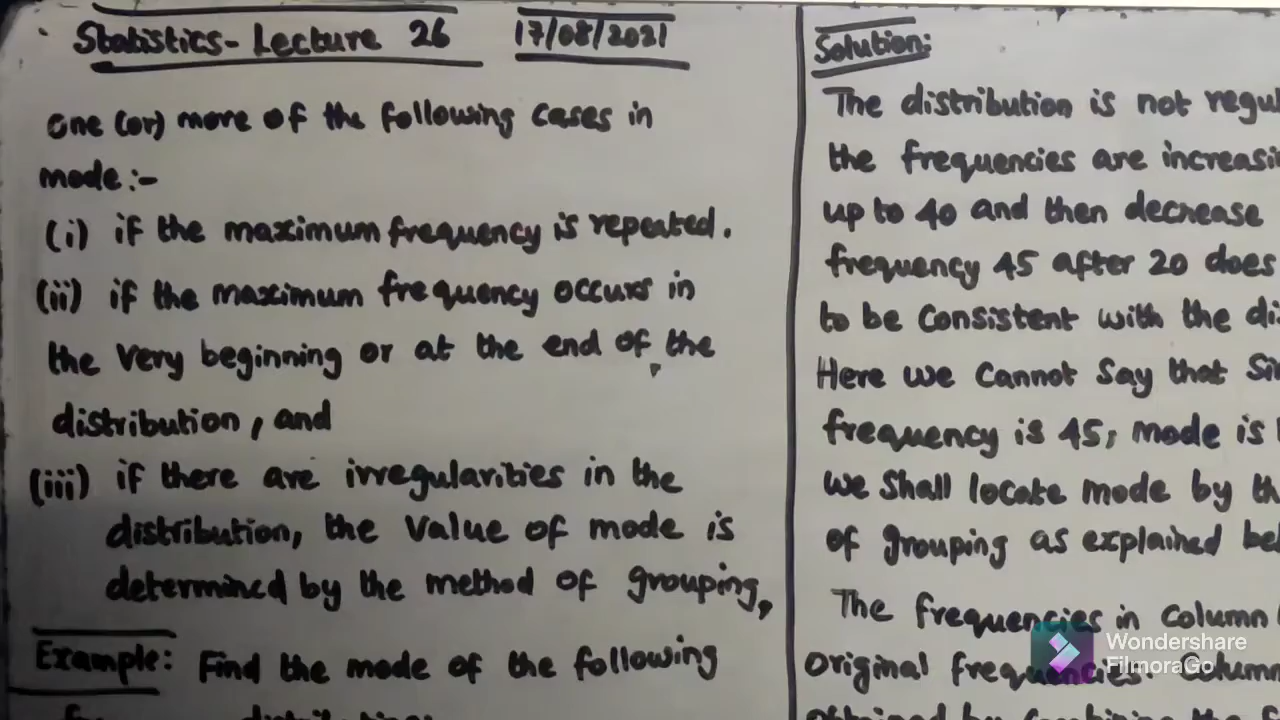 Statistics - Lecture 26 17/08/2021
one (or) more of the following cases in
mode:-
(i) if the maximum frequency is repeated.
(ii) if the maximum frequency occurs in
the very beginning or at the end of the
distribution, and
(iii) if there are irregularities in the
distribution, the value of mode is
determined by the method of grouping,
Example: Find the mode of the following
Solution:
The distribution is not
the frequencies are
up to 40 and then decrease
frequency 45 after 20 does
to be consistent with the
Here we cannot say that
frequency is 45, mode is
we shall locate mode by
of grouping as explained
The frequencies in column
original frequencies. Column
Wondershare
FilmoraGo